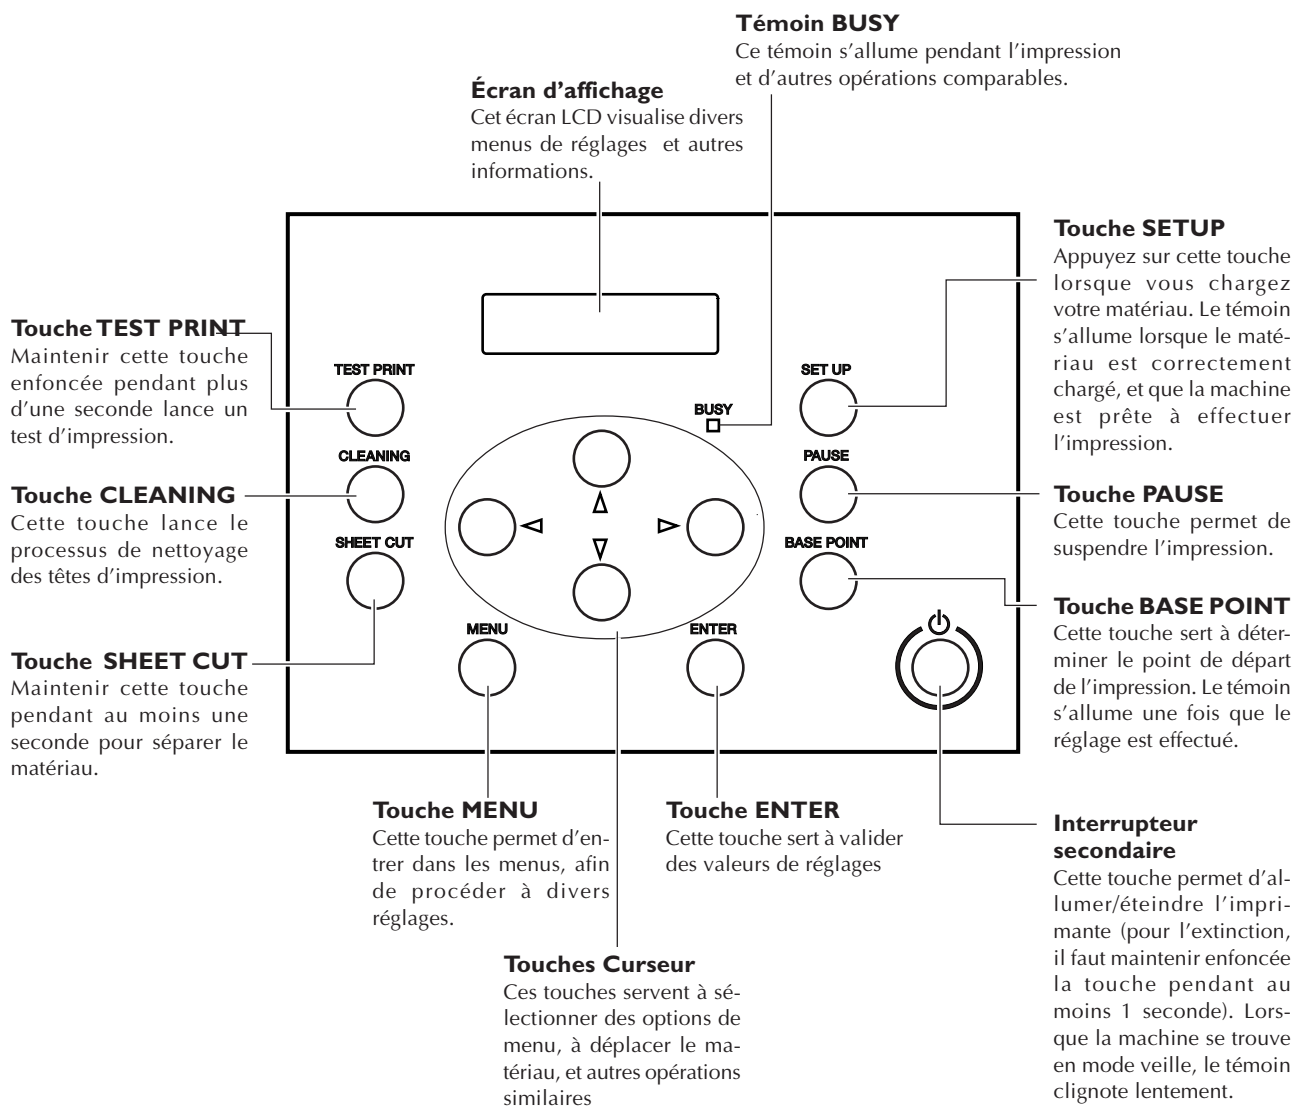 Témoin BUSY
Ce témoin s’allume pendant l’impression
et d’autres opérations comparables.
Écran d’affichage
Cet écran LCD visualise divers
menus de réglages et autres
informations.
Touche SETUP
Appuyez sur cette touche
lorsque vous chargez
votre matériau. Le témoin
s’allume lorsque le maté-
riau est correctement
chargé, et que la machine
est prête à effectuer
l’impression.
Touche TEST PRINT
Maintenir cette touche
enfoncée pendant plus
d’une seconde lance un
test d’impression.
TEST PRINT
SET UP
BUSY
CLEANING
PAUSE
Touche CLEANING
Cette touche lance le
processus de nettoyage
des têtes d’impression.
Touche PAUSE
Cette touche permet de
suspendre l’impression.
SHEET CUT
BASE POINT
Touche BASE POINT
Cette touche sert à déter-
miner le point de départ
de l’impression. Le témoin
s’allume une fois que le
réglage est effectué.
MENU
ENTER
Touche SHEET CUT
Maintenir cette touche
pendant au moins une
seconde pour séparer le
matériau.
Touche MENU
Cette touche permet d’en-
trer dans les menus, afin
de procéder à divers
réglages.
Touche ENTER
Cette touche sert à valider
des valeurs de réglages
Interrupteur
secondaire
Cette touche permet d’al-
lumer/éteindre l’impri-
mante (pour l’extinction,
il faut maintenir enfoncée
la touche pendant au
moins 1 seconde). Lors-
que la machine se trouve
en mode veille, le témoin
clignote lentement.
Touches Curseur
Ces touches servent à sé-
lectionner des options de
menu, à déplacer le ma-
tériau, et autres opérations
similaires